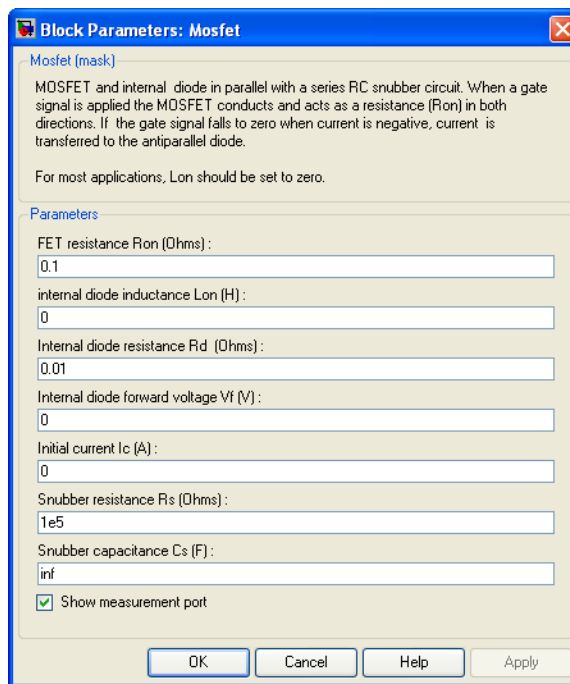 Block Parameters: Mosfet
Mosfet (mask)
MOSFET and internal diode in parallel with a series RC snubber circuit. When a gate
signal is applied the MOSFET conducts and acts as a resistance (Ron) in both
directions. If the gate signal falls to zero when current is negative, current is
transferred to the antiparallel diode.
For most applications, Lon should be set to zero.
Parameters
FET resistance Ron (Ohms) :
0.1
internal diode inductance Lon (H) :
0
Internal diode resistance Rd (Ohms) :
0.01
Internal diode forward voltage Vf (V) :
0
Initial current Ic (A) :
0
Snubber resistance Rs (Ohms) :
1e5
Snubber capacitance Cs (F) :
inf
Show measurement port
OK Cancel Help Apply